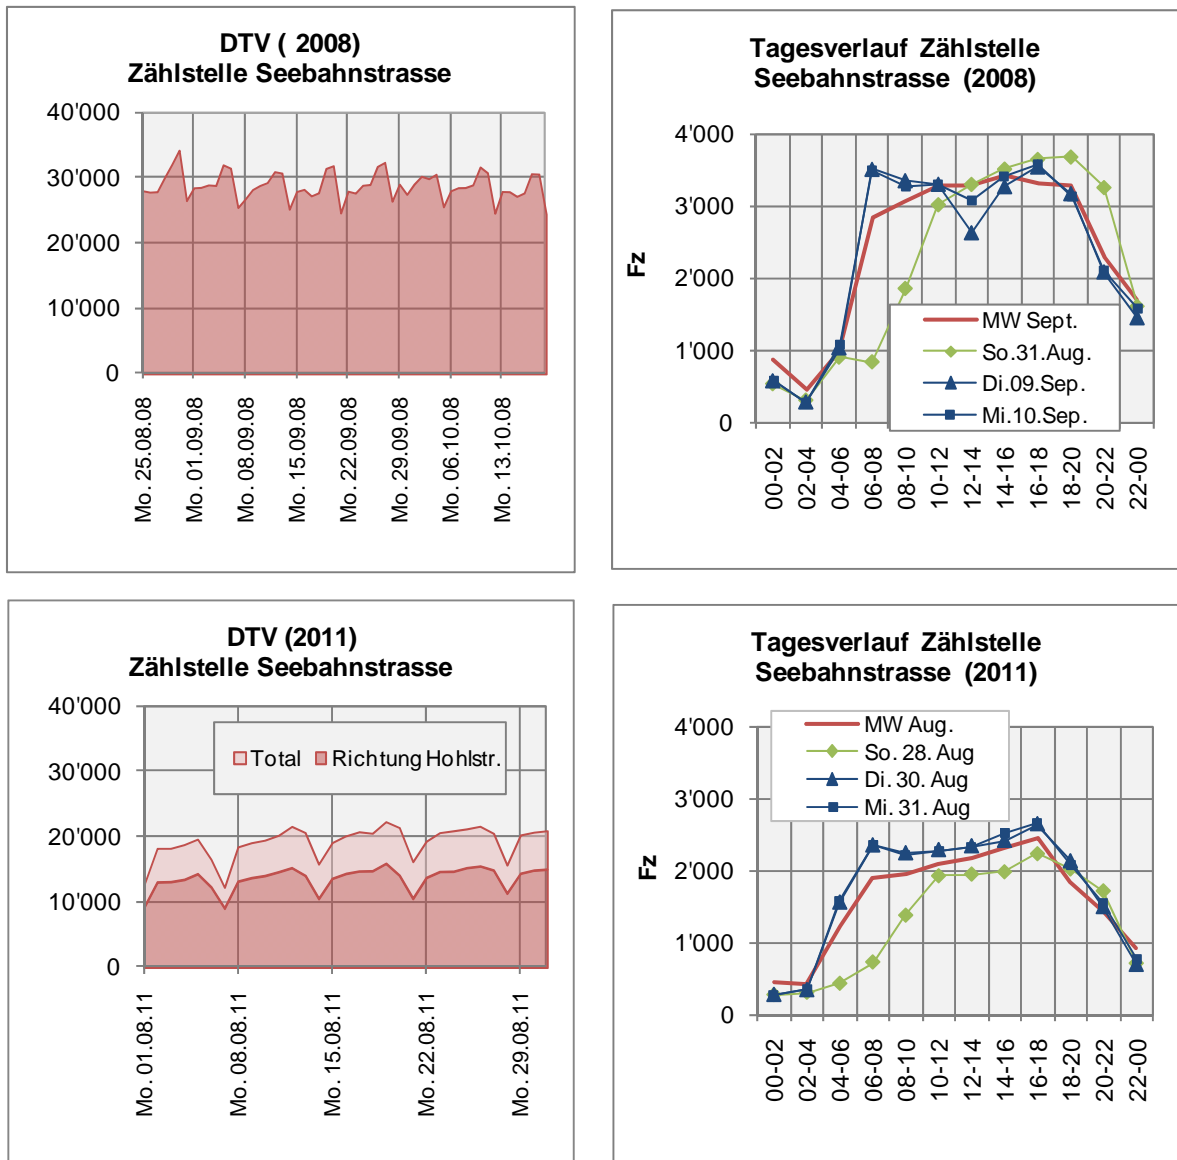 DTV ( 2008)
Zählstelle Seebahnstrasse
40'000
30'000
20'000
10'000
0
Mo. 25.08.08
Mo. 01.09.08
Mo. 08.09.08
Mo. 15.09.08
Mo. 22.09.08
Mo. 29.09.08
Mo. 06.10.08
Mo. 13.10.08
Tagesverlauf Zählstelle
Seebahnstrasse (2008)
Fz
4'000
3'000
2'000
1'000
0
MW Sept.
So.31.Aug.
Di.09.Sep.
Mi.10.Sep.
00-02
02-04
04-06
06-08
08-10
10-12
12-14
14-16
16-18
18-20
20-22
22-00
DTV (2011)
Zählstelle Seebahnstrasse
40'000
30'000
20'000
10'000
0
Total
Richtung Hohlstr.
Mo. 01.08.11
Mo. 08.08.11
Mo. 15.08.11
Mo. 22.08.11
Mo. 29.08.11
Tagesverlauf Zählstelle
Seebahnstrasse (2011)
Fz
4'000
3'000
2'000
1'000
0
MW Aug.
So. 28. Aug
Di. 30. Aug
Mi. 31. Aug
00-02
02-04
04-06
06-08
08-10
10-12
12-14
14-16
16-18
18-20
20-22
22-00